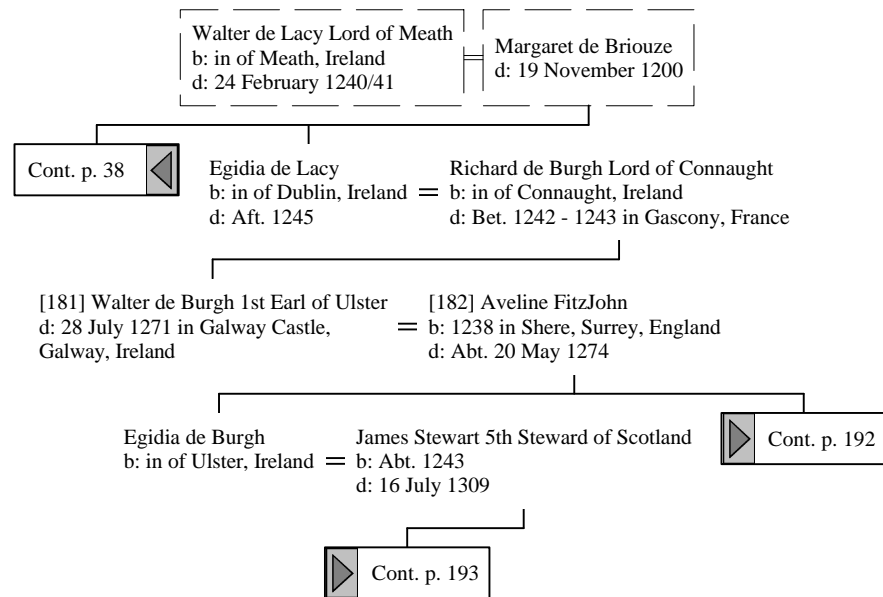 Walter de Lacy Lord of Meath
b: in of Meath, Ireland
d: 24 February 1240/41
Margaret de Briouze
d: 19 November 1200
Cont. p. 38
Egidia de Lacy
b: in of Dublin, Ireland
d: Aft. 1245
=
Richard de Burgh Lord of Connaught
b: in of Connaught, Ireland
d: Bet. 1242 - 1243 in Gascony, France
[181] Walter de Burgh 1st Earl of Ulster
d: 28 July 1271 in Galway Castle,
Galway, Ireland
=
[182] Aveline FitzJohn
b: 1238 in Shere, Surrey, England
d: Abt. 20 May 1274
Egidia de Burgh
b: in of Ulster, Ireland
=
James Stewart 5th Steward of Scotland
b: Abt. 1243
d: 16 July 1309
Cont. p. 192
Cont. p. 193